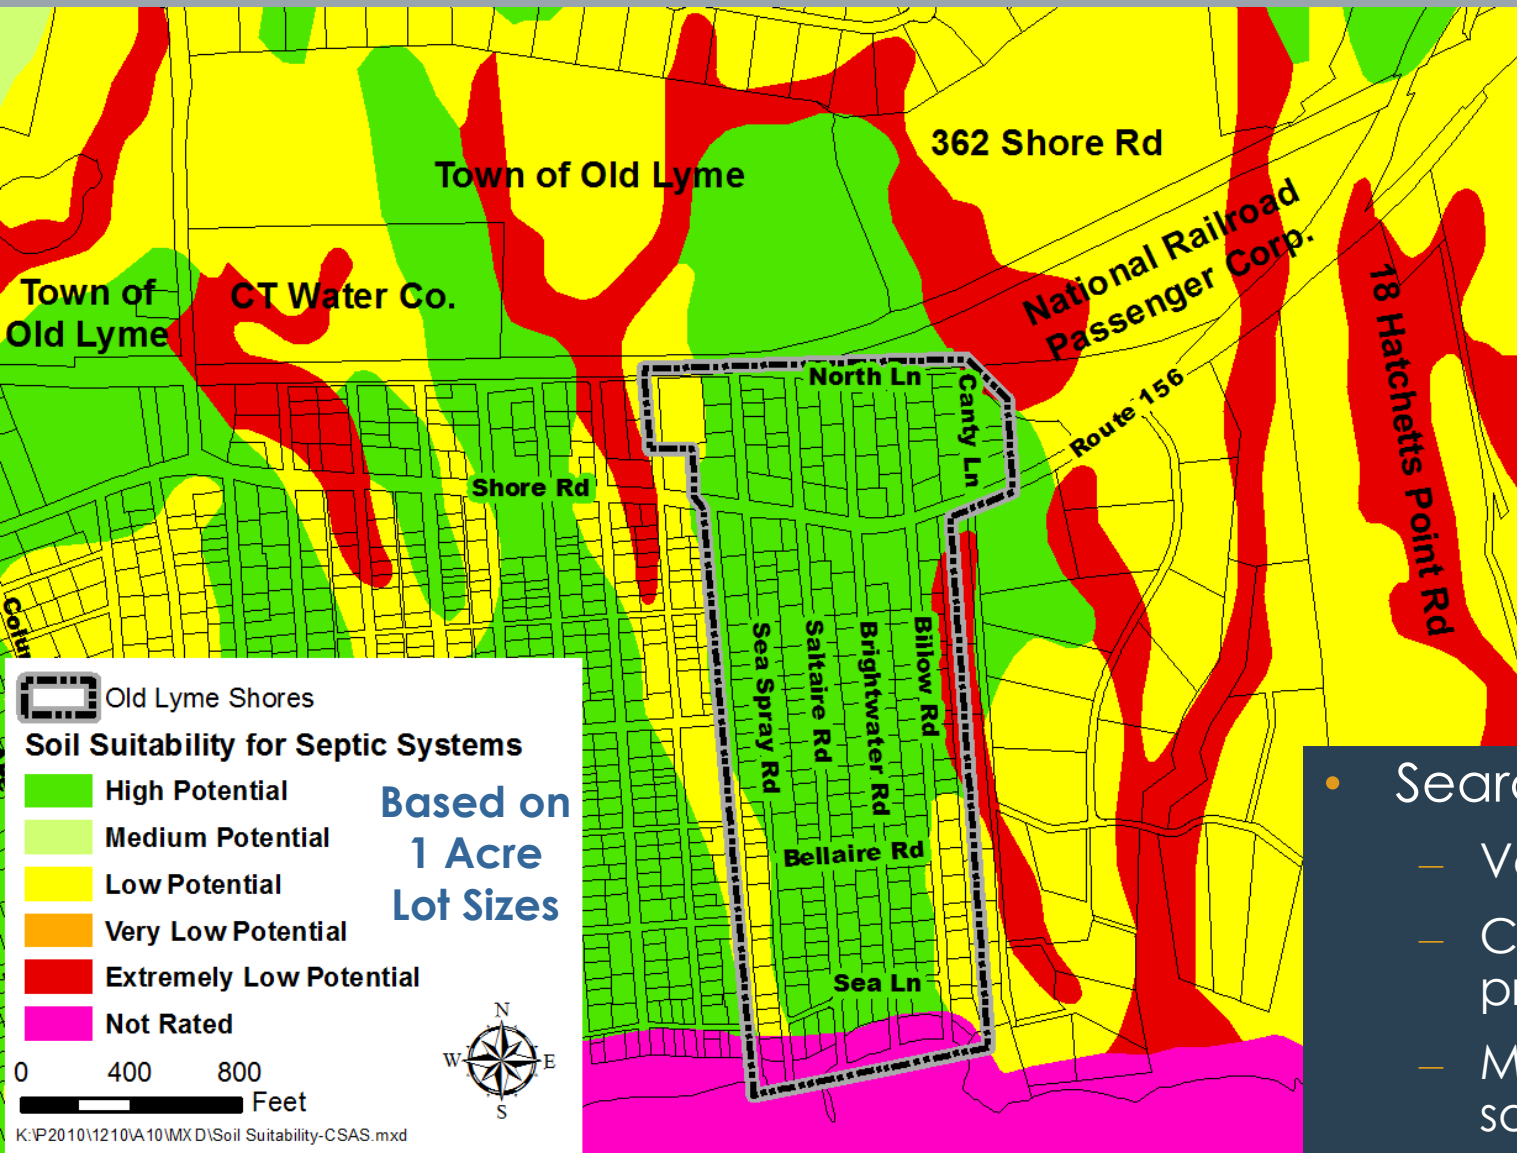 362 Shore Rd
Town of Old Lyme
National Railroad
Passenger Corp.
Town of
Old Lyme
CT Water Co.
18 Hatchetts Point Rd
North Ln
Canty Ln
Route 156
Shore Rd
Sea Spray Rd
Saltaire Rd
Brightwater Rd
Billow Rd
Bellaire Rd
Sea Ln
Old Lyme Shores
Soil Suitability for Septic Systems
High Potential
Medium Potential
Low Potential
Very Low Potential
Extremely Low Potential
Not Rated
Based on
1 Acre
Lot Sizes
N
W E
S
0 400 800
Feet
K:\P2010\1210\A10\MXD\Soil Suitability-CSAS.mxd